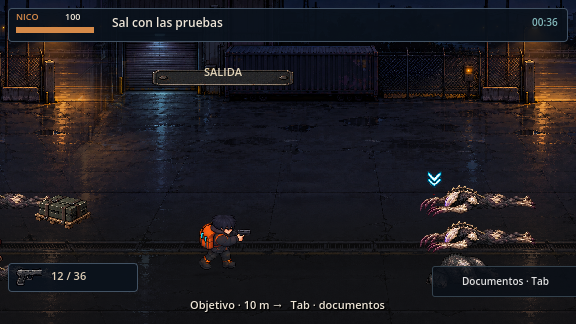 NICO 100
Sal con las pruebas
00:36
SALIDA
12 / 36
Documentos · Tab
Objetivo · 10 m → Tab · documentos